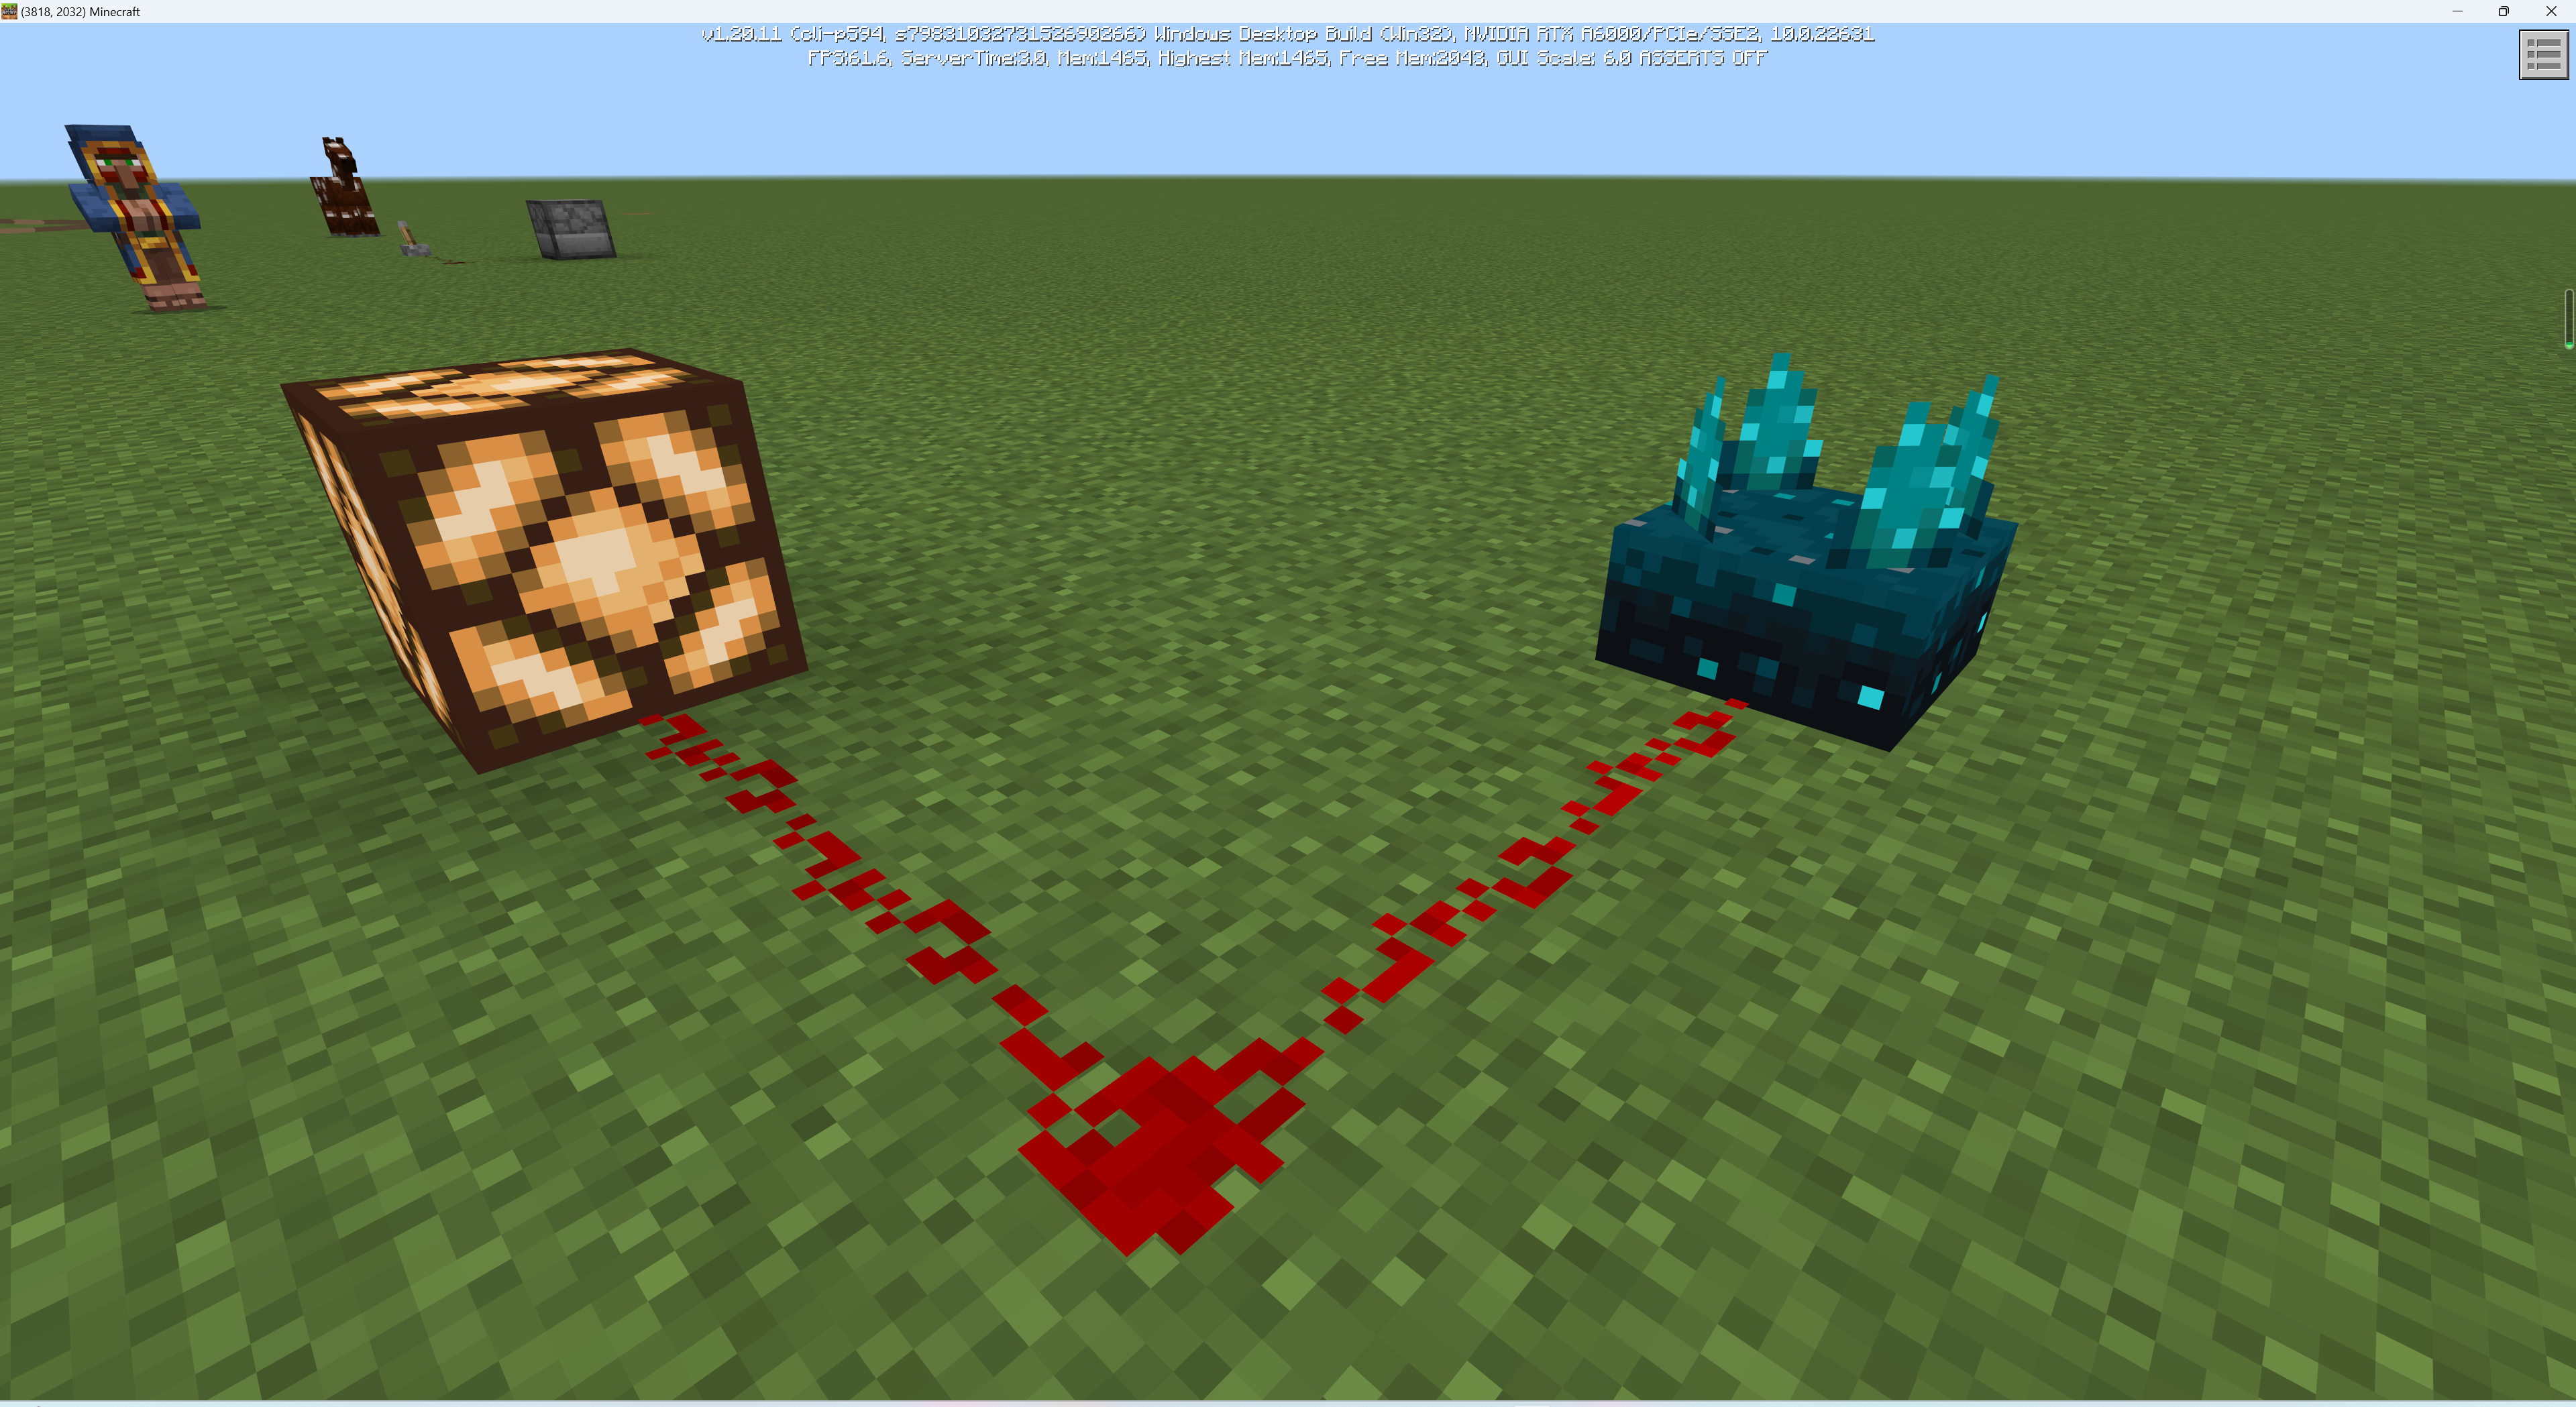 (3818, 2032) Minecraft
v1.20.11 (cli-p594, s7983103273152690266) Windows Desktop Build (Win32), NVIDIA RTX A6000/PCIe/SSE2, 10.0.22631
FPS:61.6, ServerTime:3.0, Mem:1465, Highest Mem:1465, Free Mem:2043, GUI Scale: 6.0 ASSERTS OFF